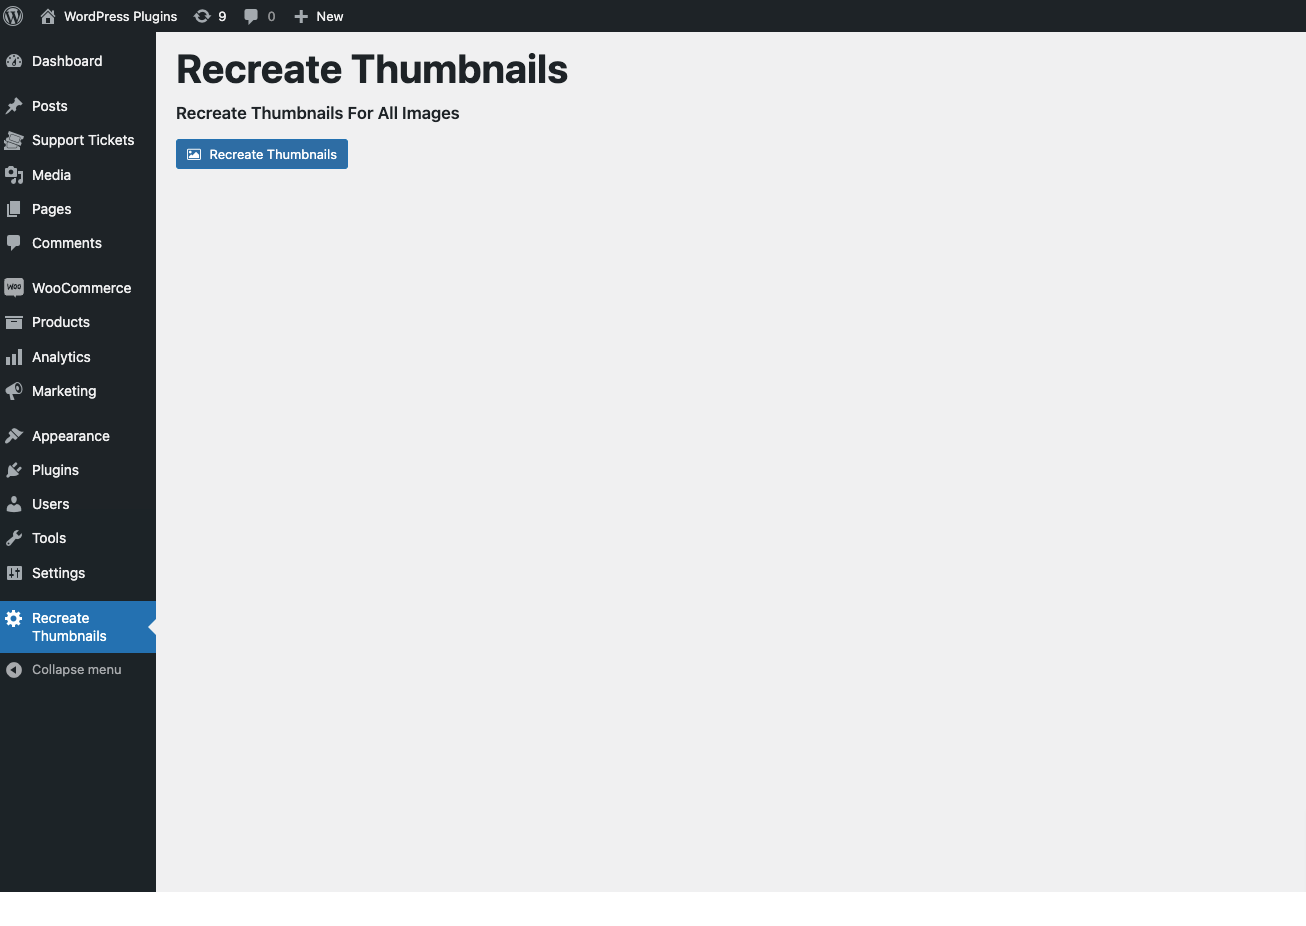 WordPress Plugins 9 0 New
Dashboard
Posts
Support Tickets
Media
Pages
Comments
WooCommerce
Products
Analytics
Marketing
Appearance
Plugins
Users
Tools
Settings
Recreate
Thumbnails
Collapse menu
Recreate Thumbnails
Recreate Thumbnails For All Images
Recreate Thumbnails